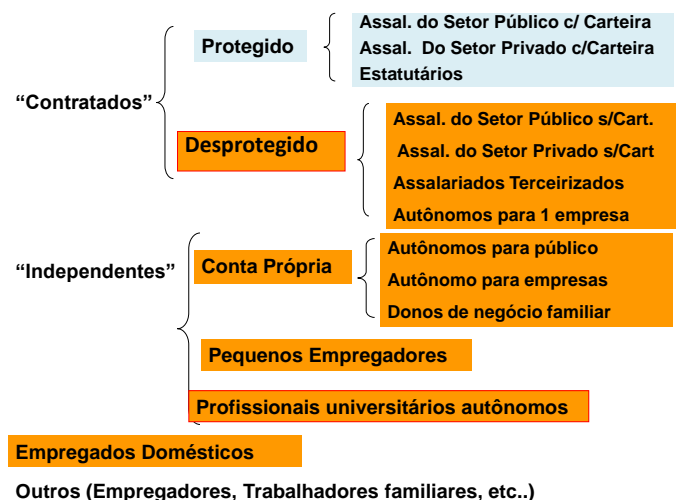 “Contratados”
Protegido
Assal. do Setor Público c/ Carteira
Assal. Do Setor Privado c/Carteira
Estatutários
Desprotegido
Assal. do Setor Público s/Cart.
Assal. do Setor Privado s/Cart
Assalariados Terceirizados
Autônomos para 1 empresa
“Independentes”
Conta Própria
Autônomos para público
Autônomo para empresas
Donos de negócio familiar
Pequenos Empregadores
Profissionais universitários autônomos
Empregados Domésticos
Outros (Empregadores, Trabalhadores familiares, etc..)